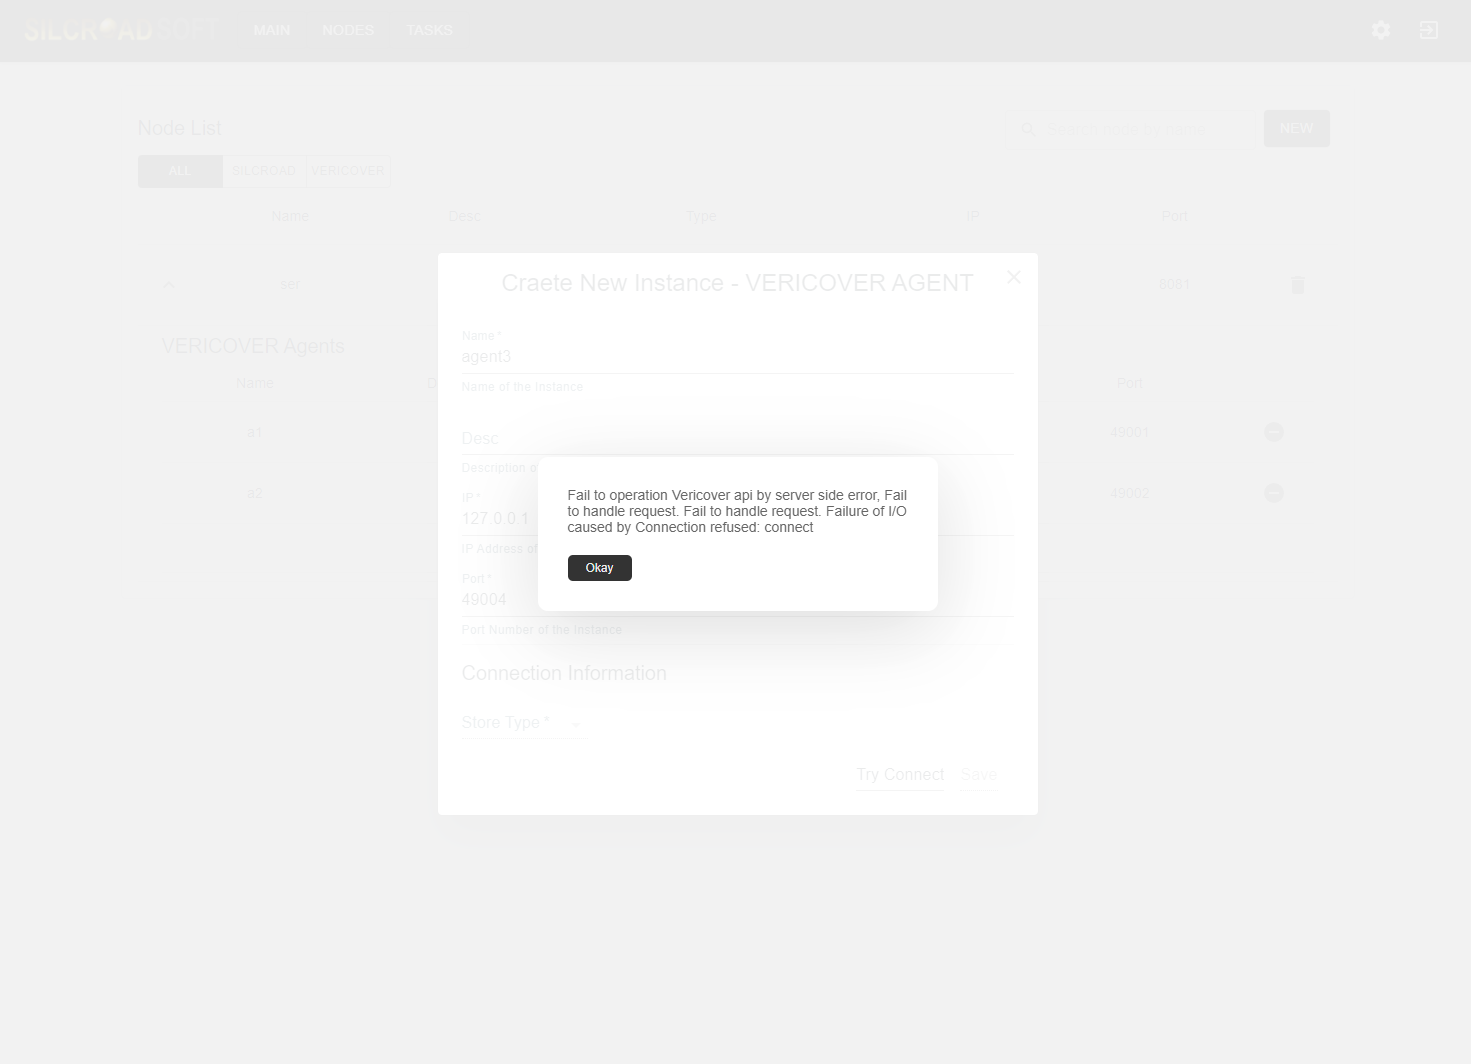 SILCROAD SOFT
MAIN
NODES
TASKS
Node List
Search node by name
NEW
ALL
SILCROAD
VERICOVER
Name
Desc
Type
IP
Port
ser
8081
VERICOVER Agents
Name
D
Port
a1
49001
a2
49002
Craete New Instance - VERICOVER AGENT
Name *
agent3
Name of the Instance
Desc
Description o
IP *
127.0.0.1
IP Address of
Port *
49004
Port Number of the Instance
Connection Information
Store Type *
Try Connect
Save
Fail to operation Vericover api by server side error, Fail
to handle request. Fail to handle request. Failure of I/O
caused by Connection refused: connect
Okay